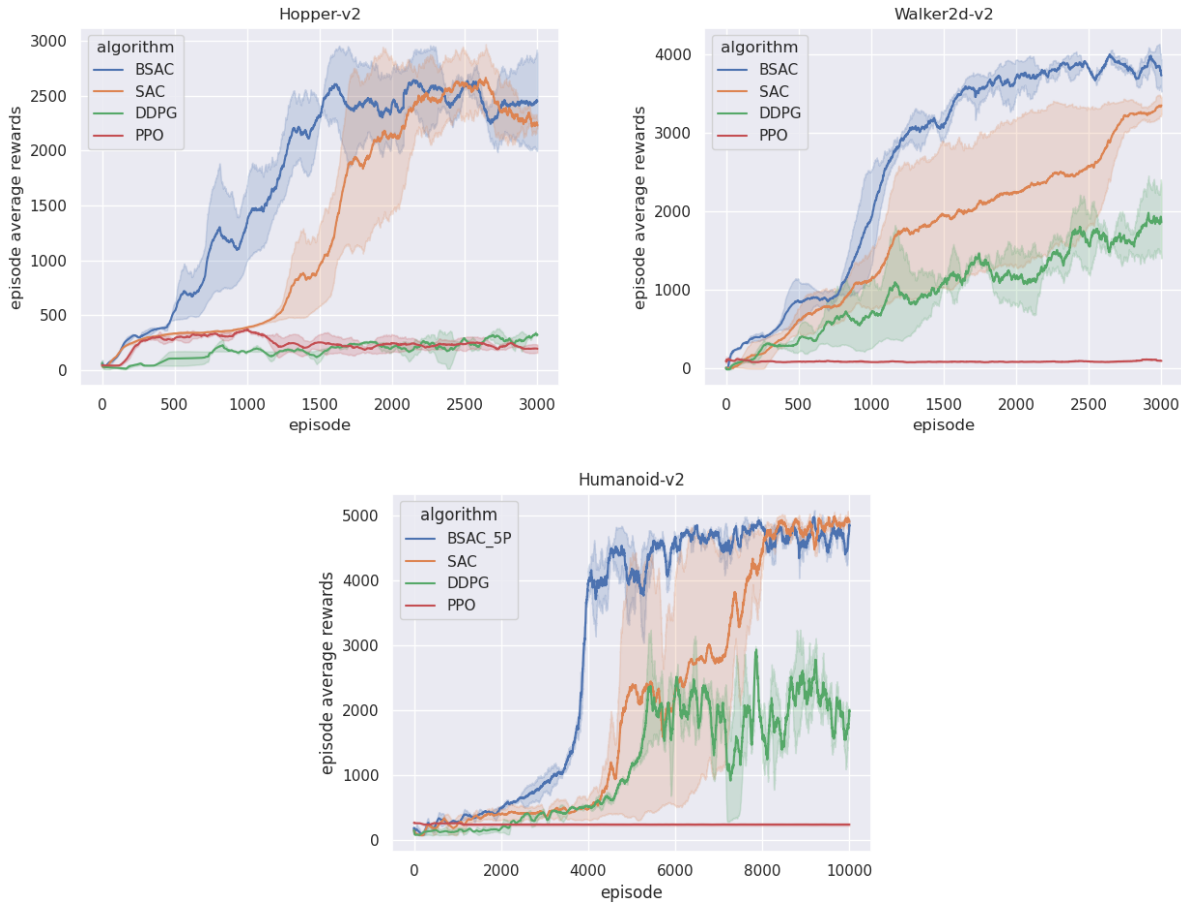 Hopper-v2
episode average rewards
3000
2500
2000
1500
1000
500
0
algorithm
BSAC
SAC
DDPG
PPO
0 500 1000 1500 2000 2500 3000
episode
Walker2d-v2
episode average rewards
4000
3000
2000
1000
0
algorithm
BSAC
SAC
DDPG
PPO
0 500 1000 1500 2000 2500 3000
episode
Humanoid-v2
episode average rewards
5000
4000
3000
2000
1000
0
algorithm
BSAC_5P
SAC
DDPG
PPO
0 2000 4000 6000 8000 10000
episode